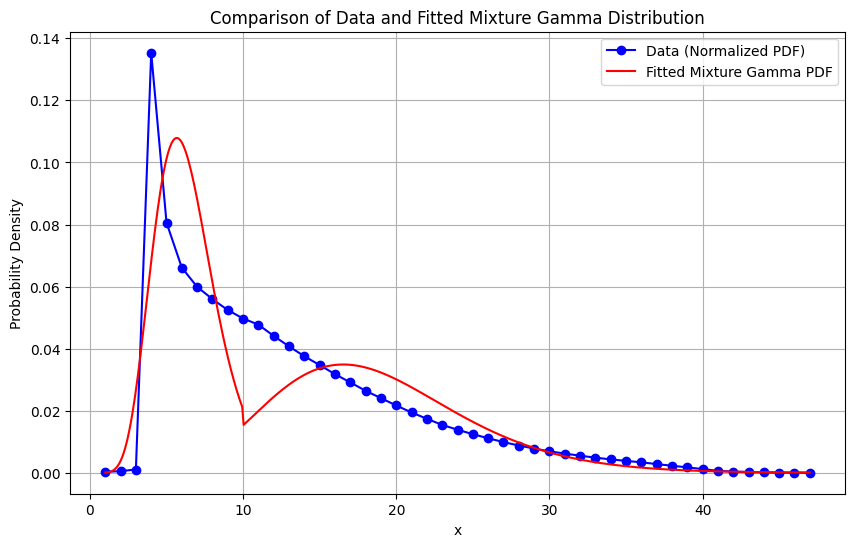 Comparison of Data and Fitted Mixture Gamma Distribution
Data (Normalized PDF)
Fitted Mixture Gamma PDF
Probability Density
0.14
0.12
0.10
0.08
0.06
0.04
0.02
0.00
0
10
20
30
40
x